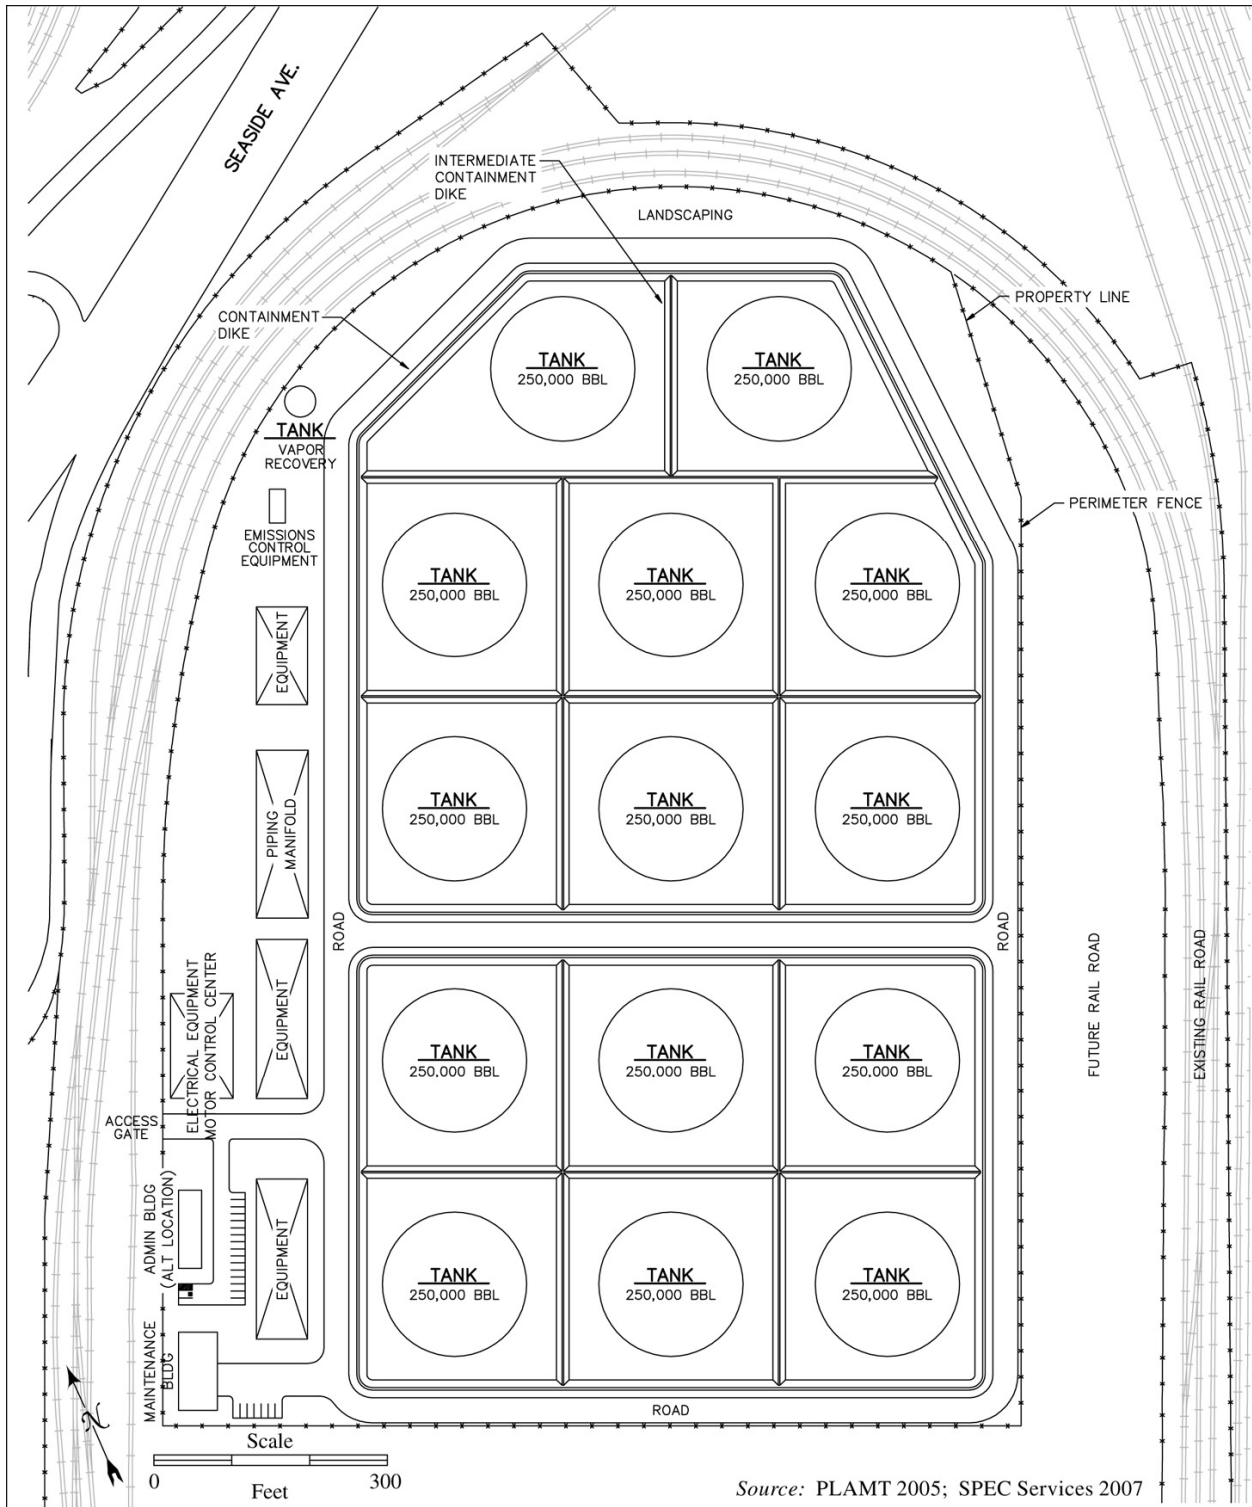 SEASIDE AVE.
INTERMEDIATE
CONTAINMENT
DIKE
LANDSCAPING
PROPERTY LINE
CONTAINMENT
DIKE
TANK
250,000 BBL
TANK
250,000 BBL
TANK
VAPOR
RECOVERY
PERIMETER FENCE
EMISSIONS
CONTROL
EQUIPMENT
TANK
250,000 BBL
TANK
250,000 BBL
TANK
250,000 BBL
EQUIPMENT
TANK
250,000 BBL
TANK
250,000 BBL
TANK
250,000 BBL
PIPING
MANIFOLD
ROAD
ROAD
FUTURE RAIL ROAD
EXISTING RAIL ROAD
ELECTRICAL EQUIPMENT
MOTOR CONTROL CENTER
EQUIPMENT
TANK
250,000 BBL
TANK
250,000 BBL
TANK
250,000 BBL
ACCESS
GATE
ADMIN BLDG
(ALT LOCATION)
EQUIPMENT
TANK
250,000 BBL
TANK
250,000 BBL
TANK
250,000 BBL
MAINTENANCE
BLDG
ROAD
N
Scale
0
300
Feet
Source: PLAMT 2005; SPEC Services 2007